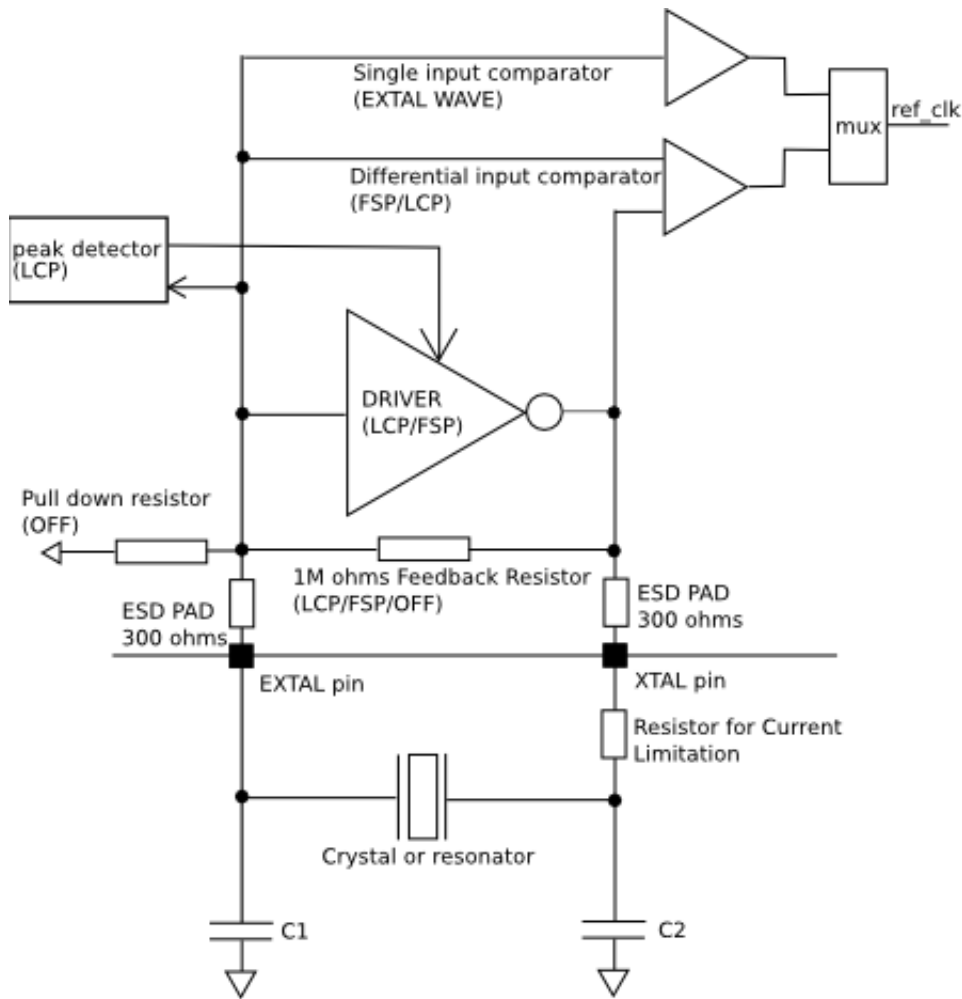 Single input comparator
(EXTAL WAVE)
ref_clk
mux
Differential input comparator
(FSP/LCP)
peak detector
(LCP)
DRIVER
(LCP/FSP)
Pull down resistor
(OFF)
1M ohms Feedback Resistor
(LCP/FSP/OFF)
ESD PAD
300 ohms
ESD PAD
300 ohms
EXTAL pin
XTAL pin
Resistor for Current
Limitation
Crystal or resonator
C1
C2